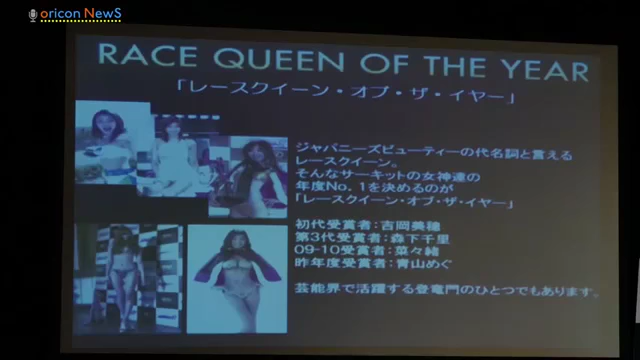 oricon NewS
RACE QUEEN OF THE YEAR
「レースクイーン・オブ・ザ・イヤー」
ジャパニーズビューティーの代名詞と言える
レースクイーン。
そんなサーキットの女神達の
年度No. 1を決めるのが
「レースクイーン・オブ・ザ・イヤー」
初代受賞者：吉岡美穂
第3代受賞者：森下千里
09-10受賞者：菜々緒
昨年度受賞者：青山めぐ
芸能界で活躍する登竜門のひとつでもあります。